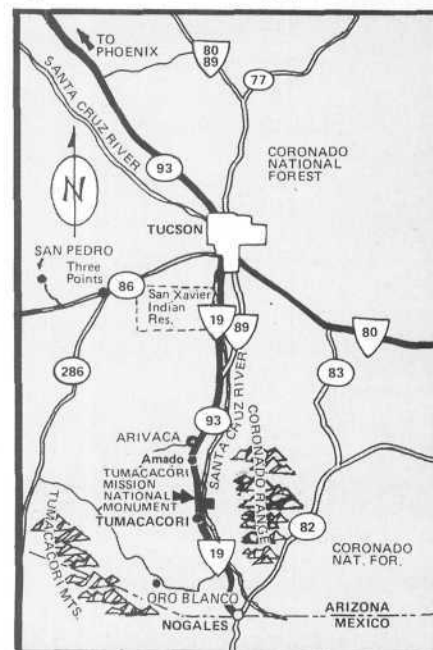 TO
PHOENIX
80
89
77
SANTA CRUZ RIVER
CORONADO
NATIONAL
FOREST
93
N
TUCSON
SAN PEDRO
Three
Points
86
San Xavier
Indian
Res.
19
89
80
286
83
SANTA CRUZ RIVER
93
ARIVACA
Amado
TUMACACORI
MISSION
NATIONAL
MONUMENT
TUMACACORI
CORONADO RANGE
82
TUMACACORI MTS.
19
CORONADO
NAT. FOR.
ORO BLANCO
NOGALES
ARIZONA
MEXICO